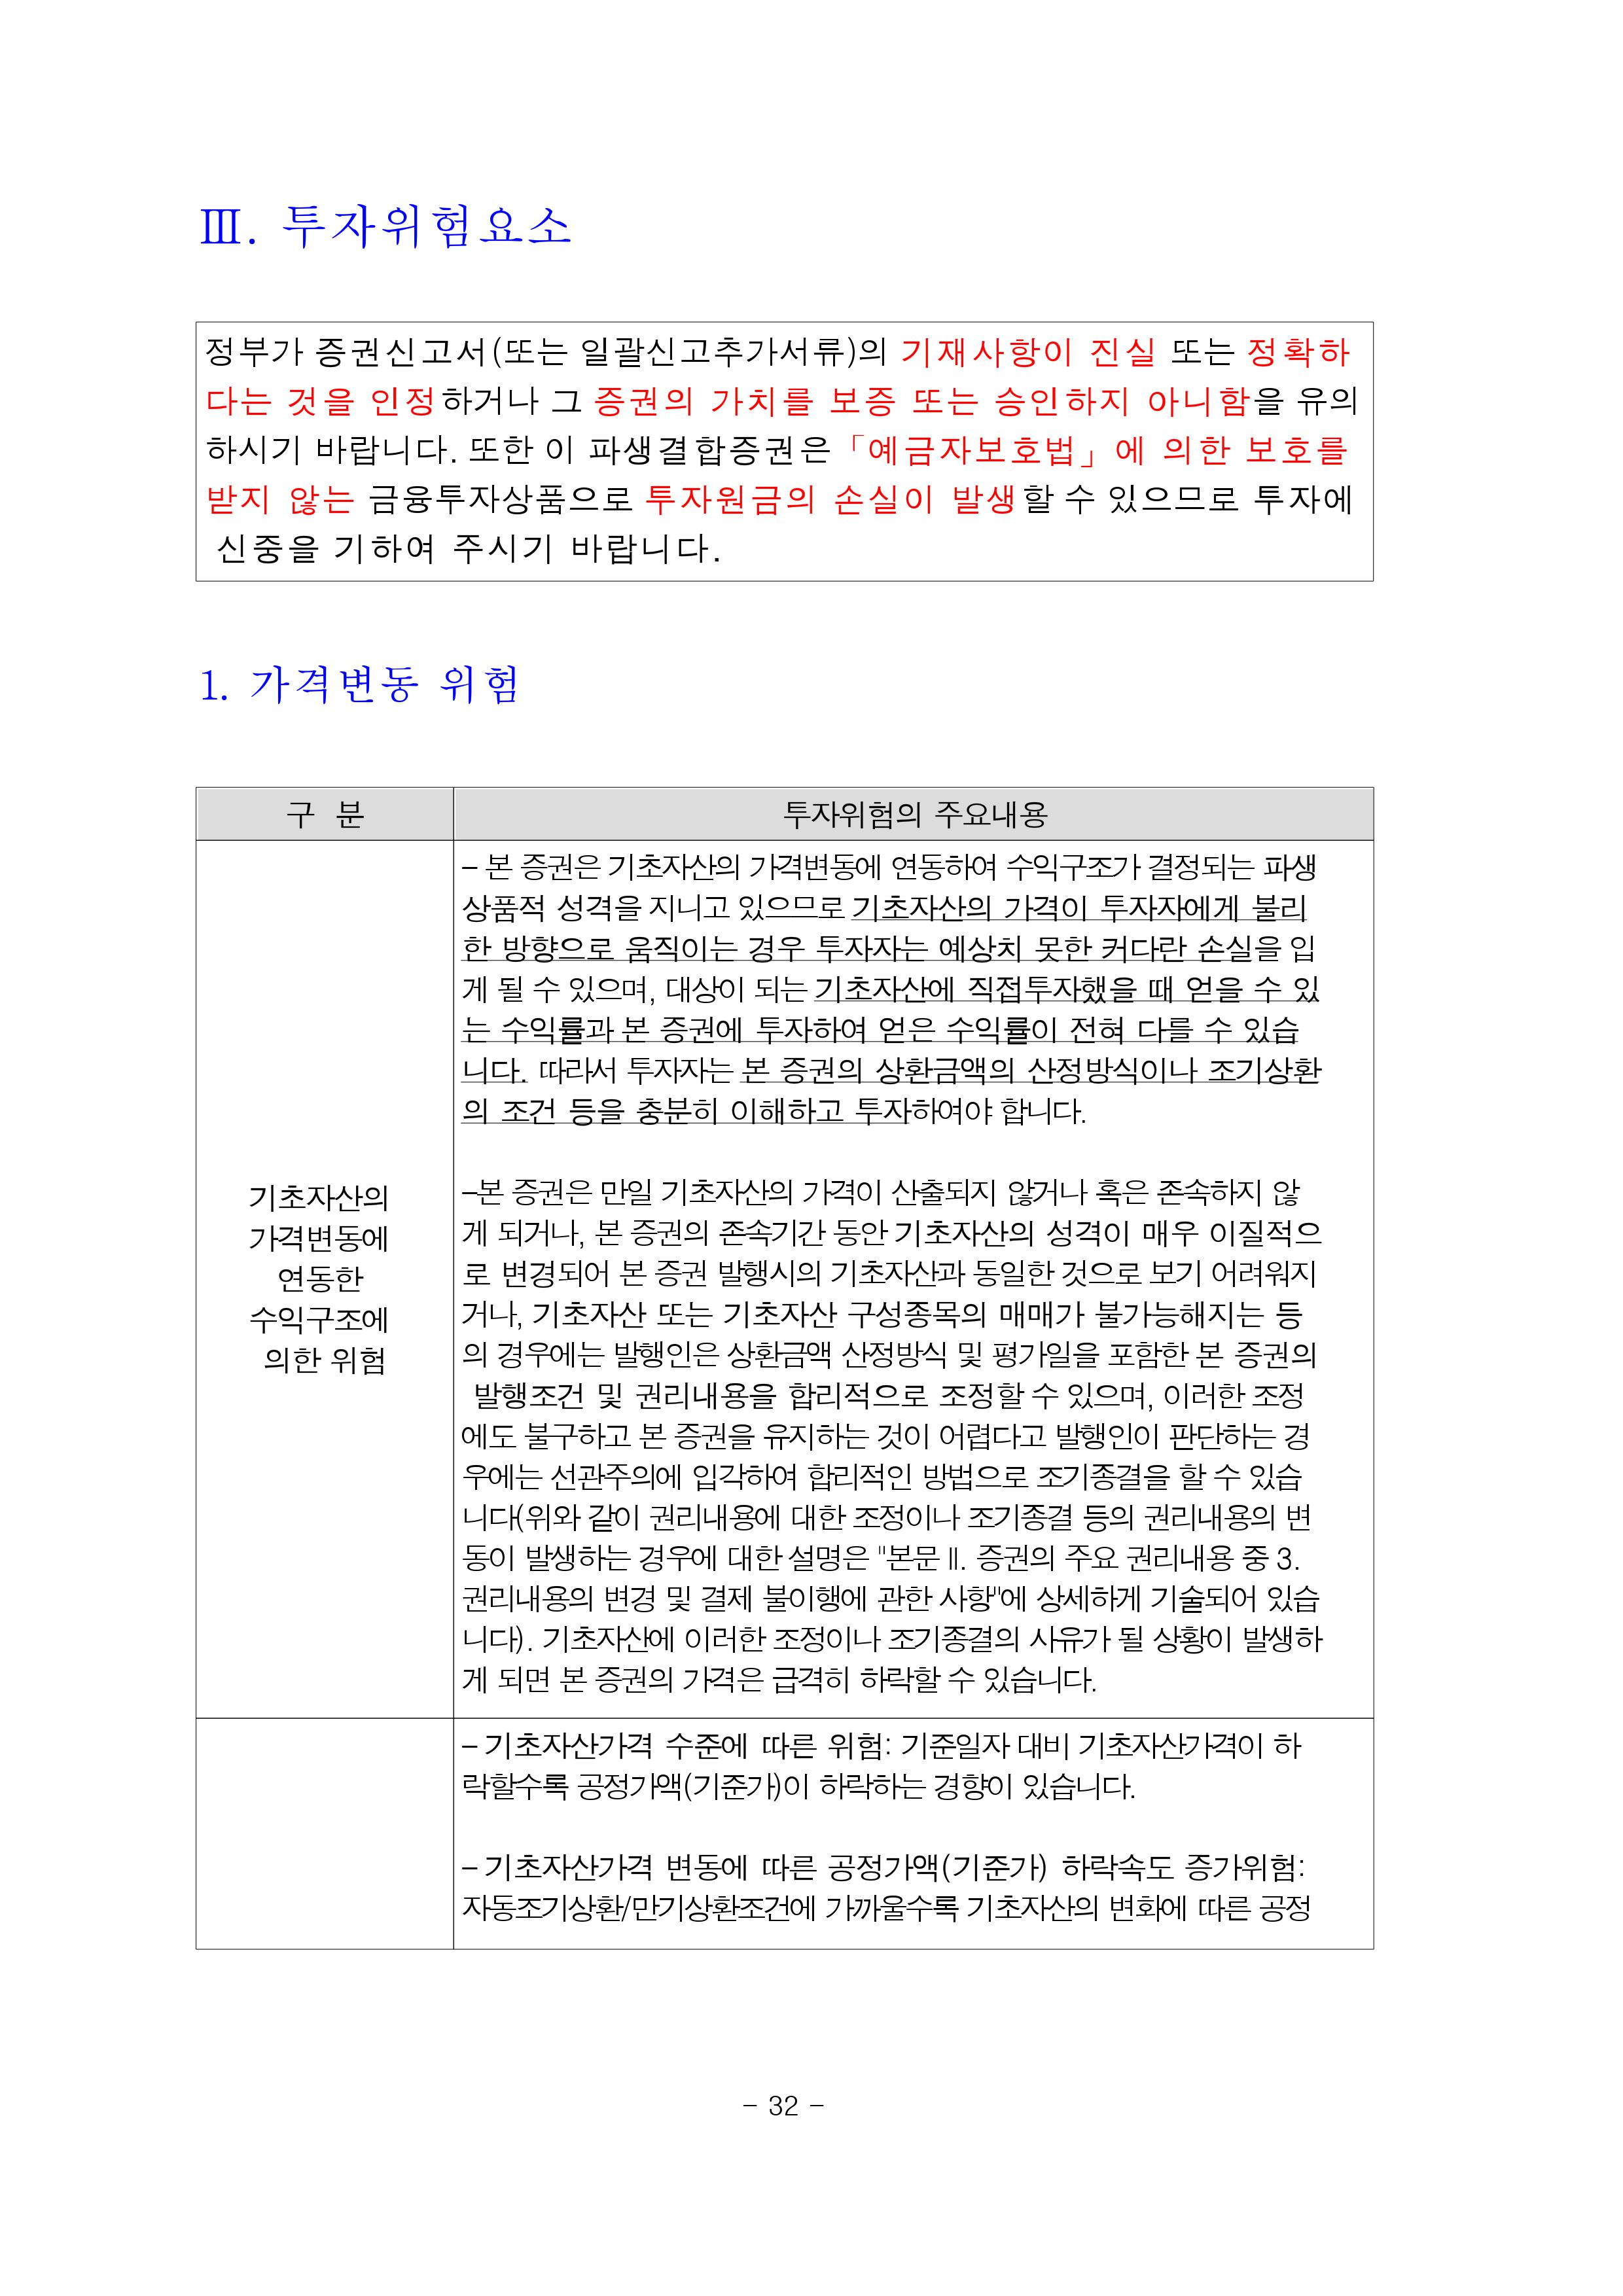 Ⅲ. 투자위험요소
정부가 증권신고서(또는 일괄신고추가서류)의 기재사항이 진실 또는 정확하
다는 것을 인정하거나 그 증권의 가치를 보증 또는 승인하지 아니함을 유의
하시기 바랍니다. 또한 이 파생결합증권은「예금자보호법」에 의한 보호를
받지 않는 금융투자상품으로 투자원금의 손실이 발생할 수 있으므로 투자에
신중을 기하여 주시기 바랍니다.
1. 가격변동 위험
구 분 투자위험의 주요내용
기초자산의
가격변동에
연동한
수익구조에
의한 위험
- 본 증권은 기초자산의 가격변동에 연동하여 수익구조가 결정되는 파생
상품적 성격을 지니고 있으므로 기초자산의 가격이 투자자에게 불리
한 방향으로 움직이는 경우 투자자는 예상치 못한 커다란 손실을 입
게 될 수 있으며, 대상이 되는 기초자산에 직접투자했을 때 얻을 수 있
는 수익률과 본 증권에 투자하여 얻은 수익률이 전혀 다를 수 있습
니다. 따라서 투자자는 본 증권의 상환금액의 산정방식이나 조기상환
의 조건 등을 충분히 이해하고 투자하여야 합니다.
-본 증권은 만일 기초자산의 가격이 산출되지 않거나 혹은 존속하지 않
게 되거나, 본 증권의 존속기간 동안 기초자산의 성격이 매우 이질적으
로 변경되어 본 증권 발행시의 기초자산과 동일한 것으로 보기 어려워지
거나, 기초자산 또는 기초자산 구성종목의 매매가 불가능해지는 등
의 경우에는 발행인은 상환금액 산정방식 및 평가일을 포함한 본 증권의
발행조건 및 권리내용을 합리적으로 조정할 수 있으며, 이러한 조정
에도 불구하고 본 증권을 유지하는 것이 어렵다고 발행인이 판단하는 경
우에는 선관주의에 입각하여 합리적인 방법으로 조기종결을 할 수 있습
니다(위와 같이 권리내용에 대한 조정이나 조기종결 등의 권리내용의 변
동이 발생하는 경우에 대한 설명은 "본문 Ⅱ. 증권의 주요 권리내용 중 3.
권리내용의 변경 및 결제 불이행에 관한 사항"에 상세하게 기술되어 있습
니다). 기초자산에 이러한 조정이나 조기종결의 사유가 될 상황이 발생하
게 되면 본 증권의 가격은 급격히 하락할 수 있습니다.
- 기초자산가격 수준에 따른 위험: 기준일자 대비 기초자산가격이 하
락할수록 공정가액(기준가)이 하락하는 경향이 있습니다.
- 기초자산가격 변동에 따른 공정가액(기준가) 하락속도 증가위험:
자동조기상환/만기상환조건에 가까울수록 기초자산의 변화에 따른 공정
- 32 -